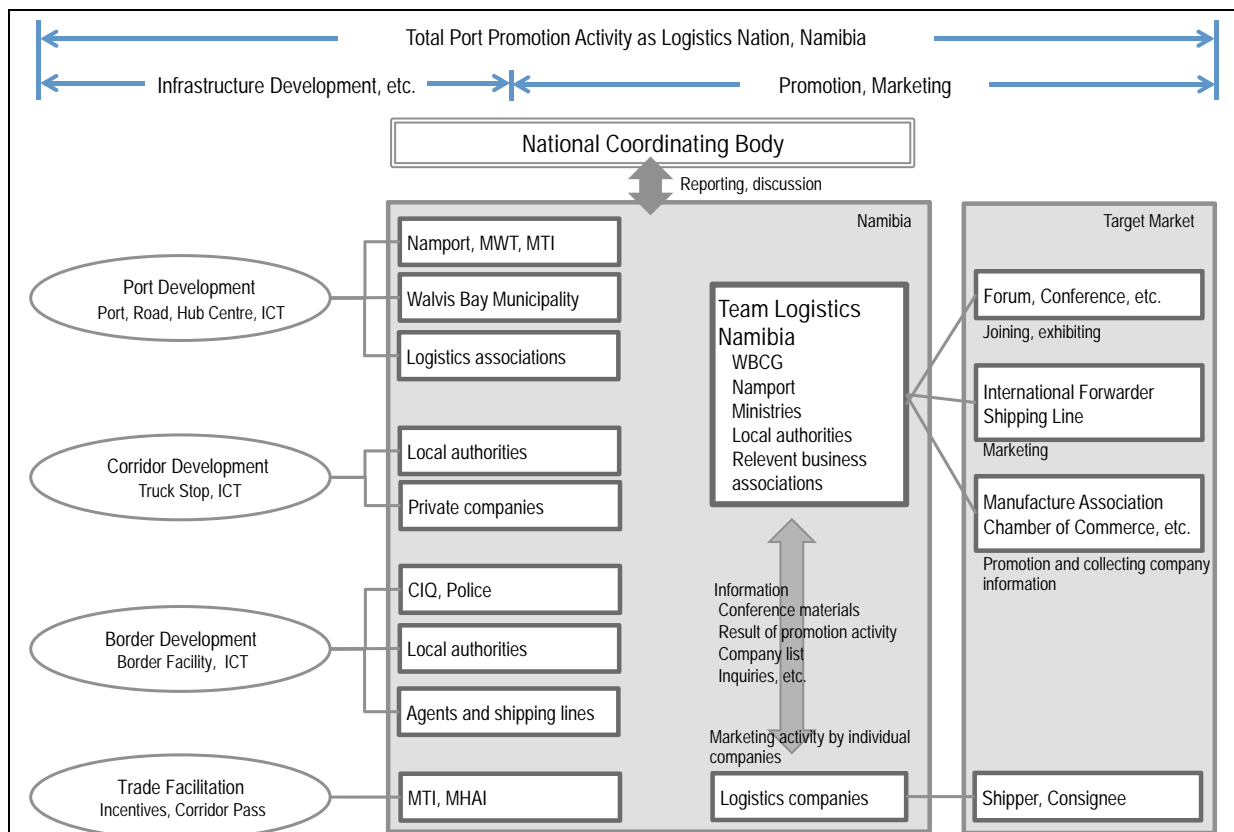 Total Port Promotion Activity as Logistics Nation, Namibia
Infrastructure Development, etc.
Promotion, Marketing
National Coordinating Body
Reporting, discussion
Namibia
Target Market
Port Development
Port, Road, Hub Centre, ICT
Namport, MWT, MTI
Walvis Bay Municipality
Logistics associations
Corridor Development
Truck Stop, ICT
Local authorities
Private companies
Border Development
Border Facility, ICT
CIQ, Police
Local authorities
Agents and shipping lines
Trade Facilitation
Incentives, Corridor Pass
MTI, MHAI
Team Logistics
Namibia
WBCG
Namport
Ministries
Local authorities
Relevent business
associations
Information
Conference materials
Result of promotion activity
Company list
Inquiries, etc.
Marketing activity by individual
companies
Logistics companies
Forum, Conference, etc.
Joining, exhibiting
International Forwarder
Shipping Line
Marketing
Manufacture Association
Chamber of Commerce, etc.
Promotion and collecting company
information
Shipper, Consignee